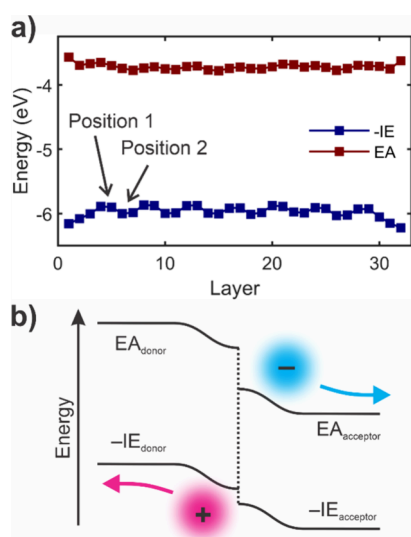 a)
Energy (eV)
-4
-5
-6
Position 1
Position 2
-IE
EA
0
10
20
30
Layer
b)
Energy
EAdonor
−
EAacceptor
–IEdonor
+
–IEacceptor